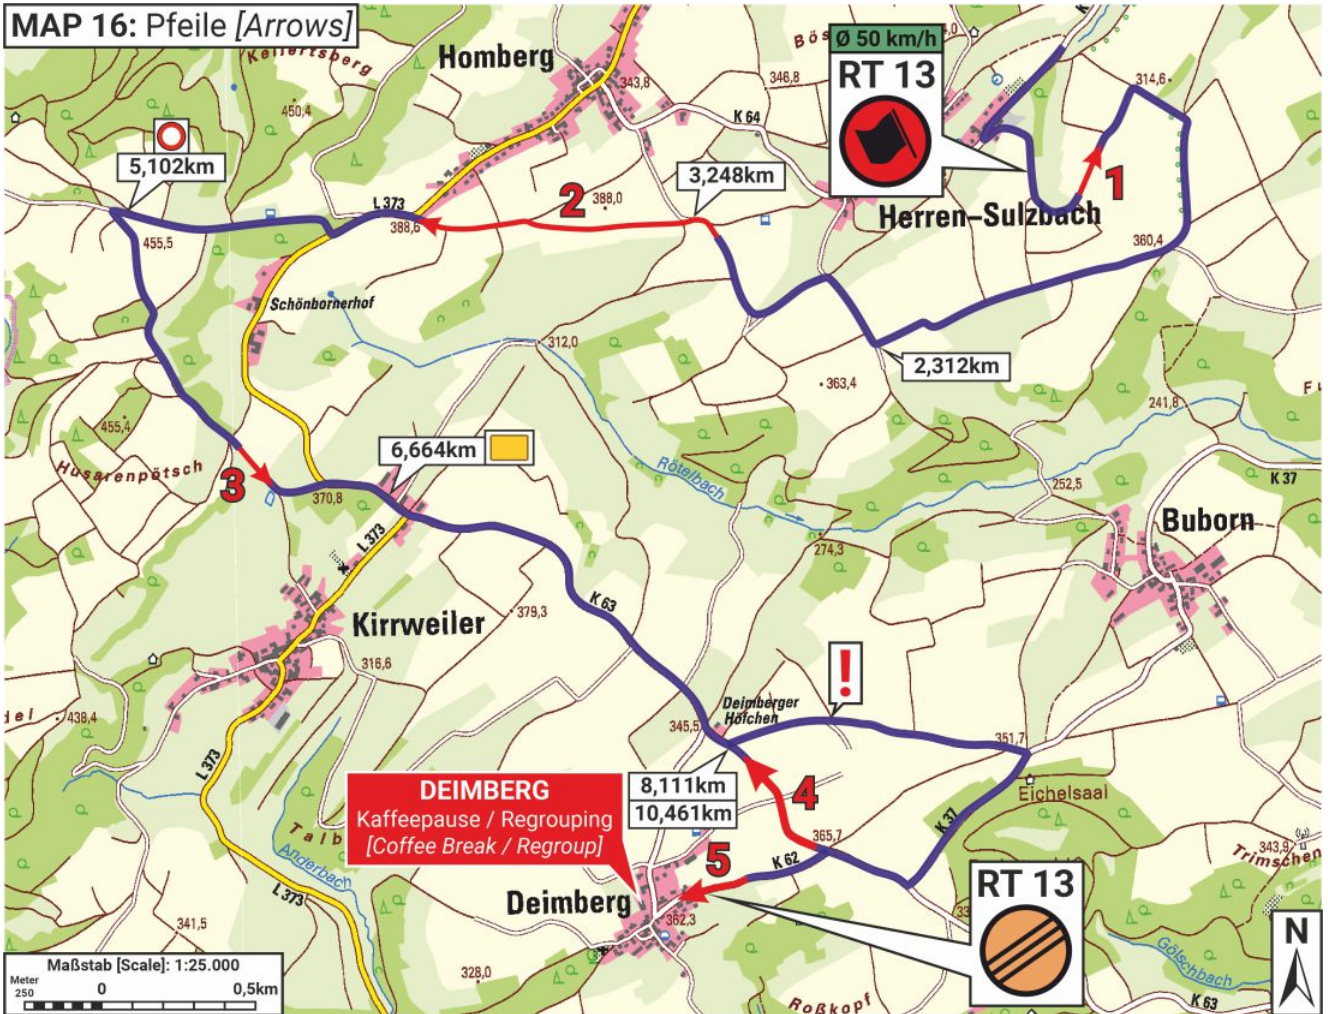 MAP 16: Pfeile [Arrows]
Kellertsberg
Homberg
Ø 50 km/h
RT 13
450,4
343,8
346,8
314,6
K 64
5,102km
3,248km
1
2
388,0
L 373
388,6
Herren-Sulzbach
455,5
360,4
Schönbornerhof
312,0
2,312km
363,4
241,8
455,4
Husarenpötsch
6,664km
3
370,8
Rötelbach
K 37
252,5
L 373
274,3
Buborn
Kirrweiler
K 63
379,3
316,6
!
438,4
Deimberger
Höfchen
345,5
351,7
L 373
8,111km
10,461km
4
Eichelsaal
DEIMBERG
Kaffeepause / Regrouping
[Coffee Break / Regroup]
365,7
K 37
343,9
Trimschen
Talb
Anderbach
5
K 62
RT 13
L 373
Deimberg
362,3
341,5
N
Gölschbach
328,0
Maßstab [Scale]: 1:25.000
Meter
250
0
0,5km
Roßkopf
K 63